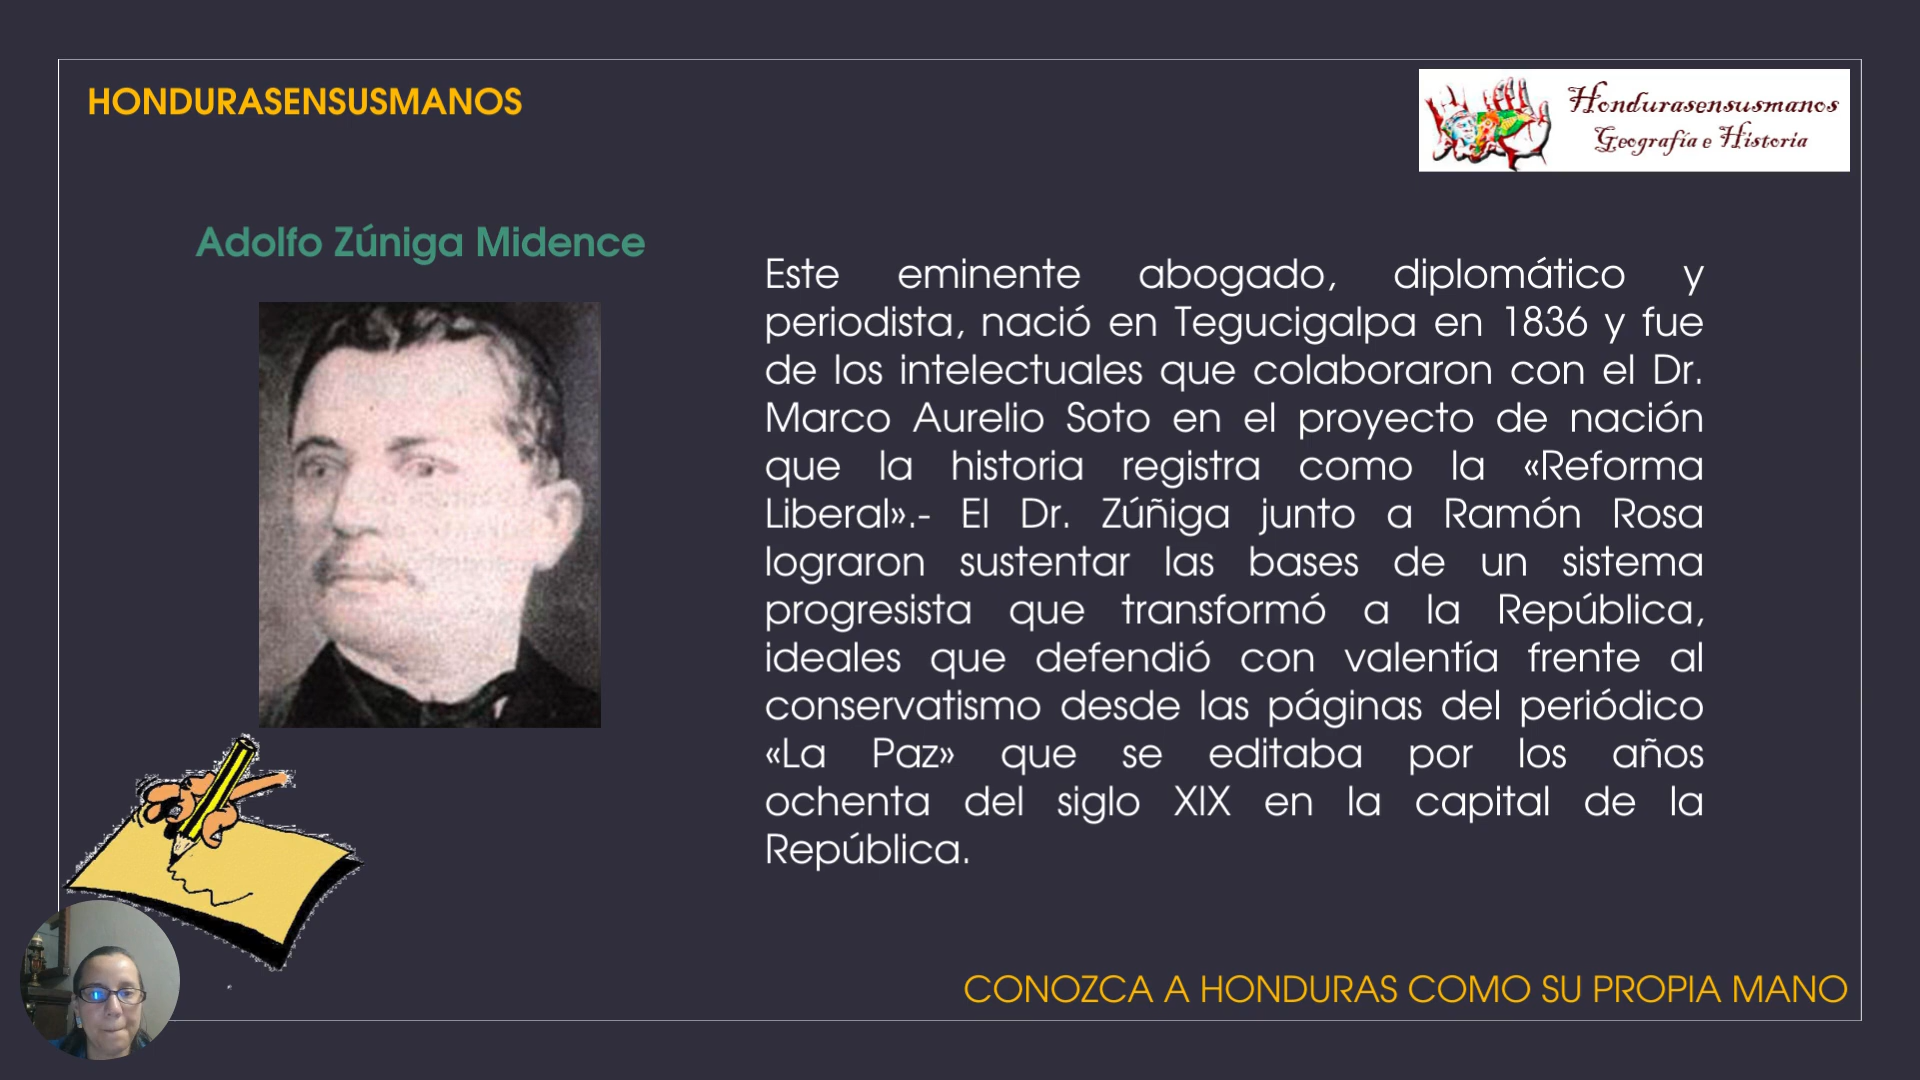 HONDURASENSUSMANOS
Hondurasensusmanos
Geografía e Historia
Adolfo Zúniga Midence
Este eminente abogado, diplomático y
periodista, nació en Tegucigalpa en 1836 y fue
de los intelectuales que colaboraron con el Dr.
Marco Aurelio Soto en el proyecto de nación
que la historia registra como la «Reforma
Liberal».- El Dr. Zúñiga junto a Ramón Rosa
lograron sustentar las bases de un sistema
progresista que transformó a la República,
ideales que defendió con valentía frente al
conservatismo desde las páginas del periódico
«La Paz» que se editaba por los años
ochenta del siglo XIX en la capital de la
República.
CONOZCA A HONDURAS COMO SU PROPIA MANO